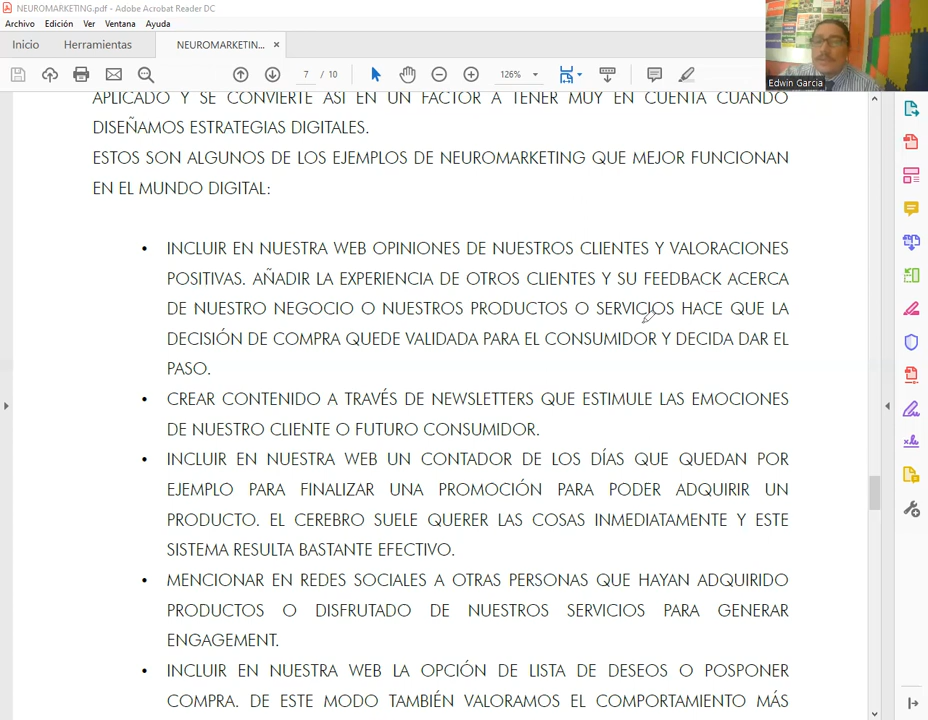 NEUROMARKETING.pdf - Adobe Acrobat Reader DC
Archivo Edición Ver Ventana Ayuda
Inicio Herramientas NEUROMARKETIN... ×
7 / 10 126%
Edwin Garcia
APLICADO Y SE CONVIERTE ASÍ EN UN FACTOR A TENER MUY EN CUENTA CUANDO
DISEÑAMOS ESTRATEGIAS DIGITALES.
ESTOS SON ALGUNOS DE LOS EJEMPLOS DE NEUROMARKETING QUE MEJOR FUNCIONAN
EN EL MUNDO DIGITAL:
• INCLUIR EN NUESTRA WEB OPINIONES DE NUESTROS CLIENTES Y VALORACIONES
POSITIVAS. AÑADIR LA EXPERIENCIA DE OTROS CLIENTES Y SU FEEDBACK ACERCA
DE NUESTRO NEGOCIO O NUESTROS PRODUCTOS O SERVICIOS HACE QUE LA
DECISIÓN DE COMPRA QUEDE VALIDADA PARA EL CONSUMIDOR Y DECIDA DAR EL
PASO.
• CREAR CONTENIDO A TRAVÉS DE NEWSLETTERS QUE ESTIMULE LAS EMOCIONES
DE NUESTRO CLIENTE O FUTURO CONSUMIDOR.
• INCLUIR EN NUESTRA WEB UN CONTADOR DE LOS DÍAS QUE QUEDAN POR
EJEMPLO PARA FINALIZAR UNA PROMOCIÓN PARA PODER ADQUIRIR UN
PRODUCTO. EL CEREBRO SUELE QUERER LAS COSAS INMEDIATAMENTE Y ESTE
SISTEMA RESULTA BASTANTE EFECTIVO.
• MENCIONAR EN REDES SOCIALES A OTRAS PERSONAS QUE HAYAN ADQUIRIDO
PRODUCTOS O DISFRUTADO DE NUESTROS SERVICIOS PARA GENERAR
ENGAGEMENT.
• INCLUIR EN NUESTRA WEB LA OPCIÓN DE LISTA DE DESEOS O POSPONER
COMPRA. DE ESTE MODO TAMBIÉN VALORAMOS EL COMPORTAMIENTO MÁS